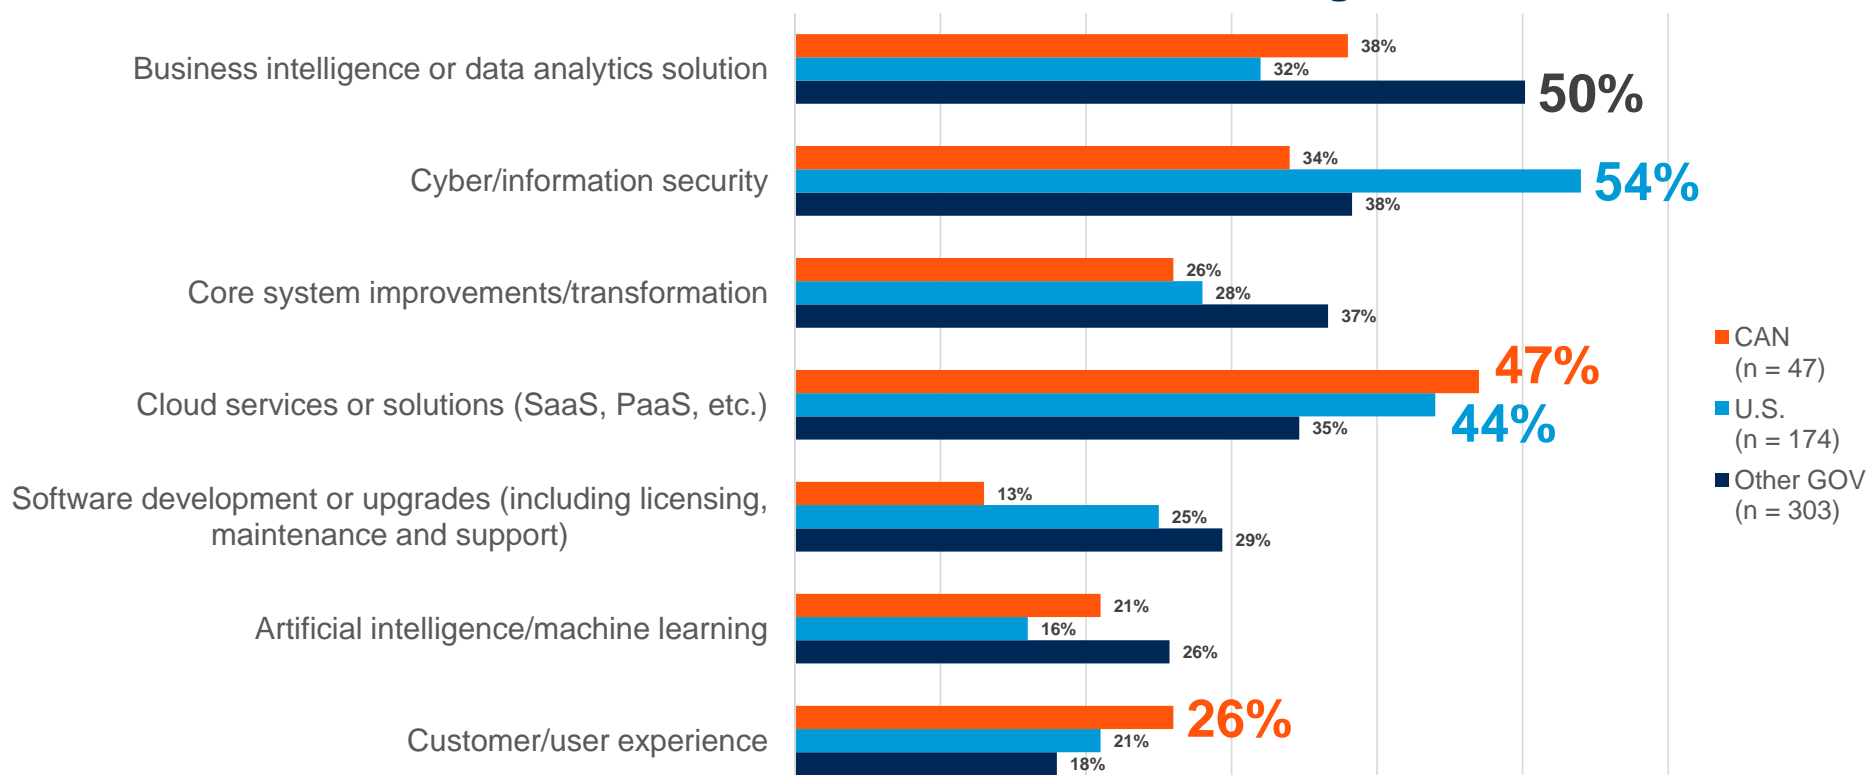 Business intelligence or data analytics solution
38%
32%
50%
Cyber/information security
34%
54%
38%
Core system improvements/transformation
26%
28%
37%
Cloud services or solutions (SaaS, PaaS, etc.)
47%
44%
35%
Software development or upgrades (including licensing,
maintenance and support)
13%
25%
29%
Artificial intelligence/machine learning
21%
16%
26%
Customer/user experience
26%
21%
18%
CAN
(n = 47)
U.S.
(n = 174)
Other GOV
(n = 303)